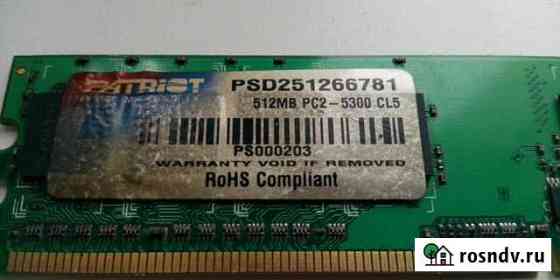 PATRIOT
PSD251266781
512MB PC2-5300 CL5
PS000203
WARRANTY VOID IF REMOVED
RoHS Compliant
rosndv.ru